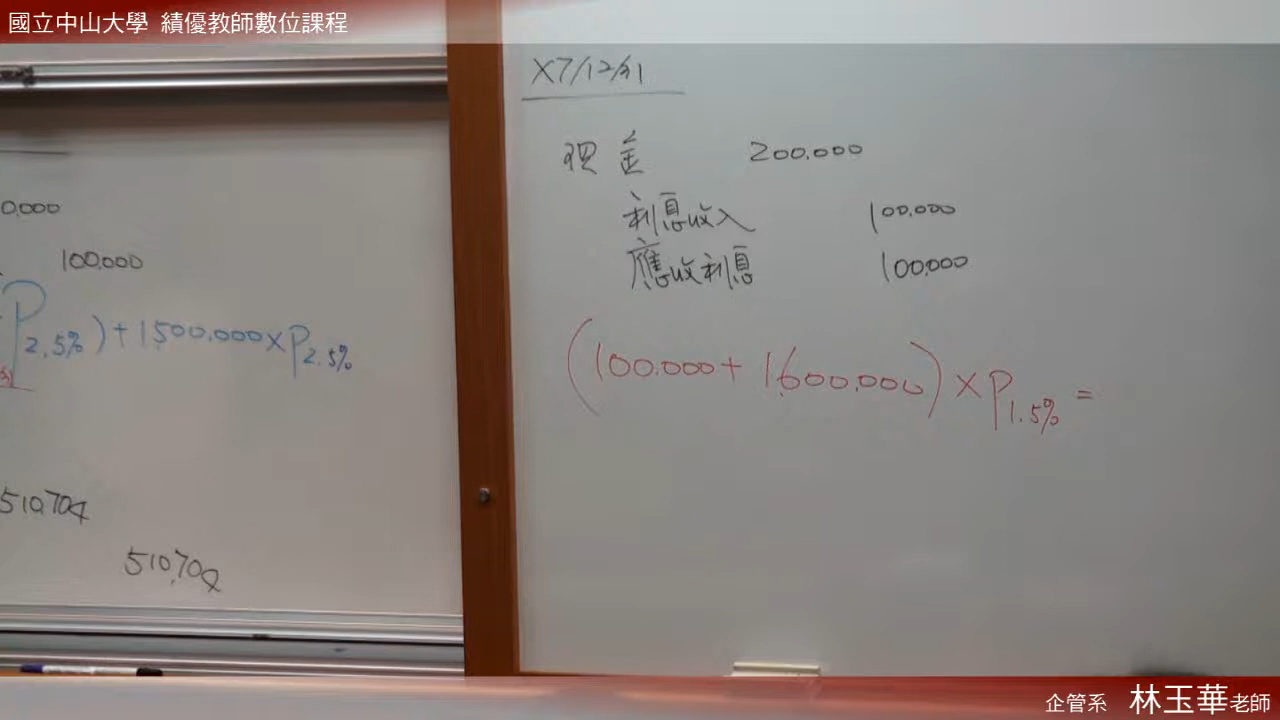 國立中山大學 績優教師數位課程
0,000
100,000
P2.5%)+1,500,000×P2.5%
510,704
510,704
X7/12/31
現金 200,000
利息收入 100,000
應收利息 100,000
(100,000+1,600,000)×P1.5%=
企管系 林玉華老師